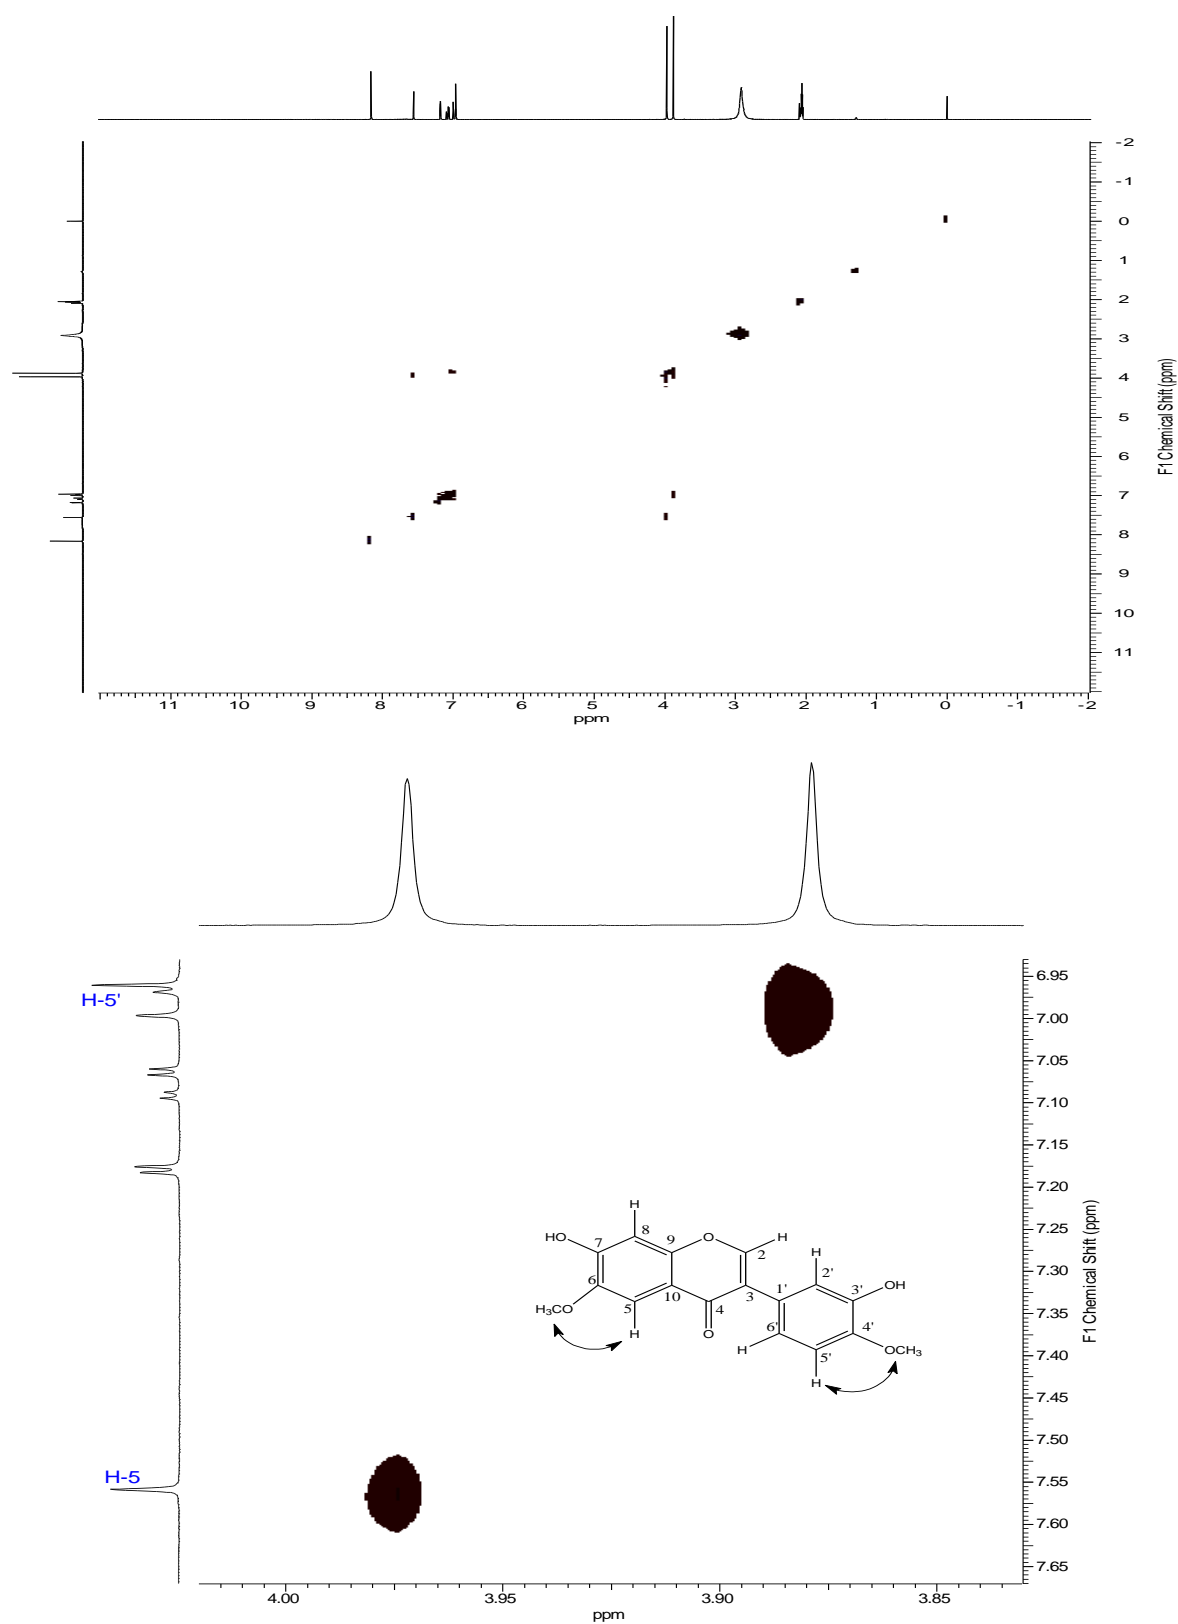 -2
-1
0
1
2
3
4
5
6
7
8
9
10
11
F1 Chemical Shift (ppm)
11 10 9 8 7 6 5 4 3 2 1 0 -1 -2
ppm
H-5'
6.95
7.00
7.05
7.10
7.15
7.20
7.25
7.30
7.35
7.40
7.45
7.50
7.55
7.60
7.65
F1 Chemical Shift (ppm)
H
HO 7 8 9 O H
2
6 H
H3CO 5 10 4 3 1' 2' 3' OH
H O H 6' 5' 4' OCH3
H
H-5
4.00 3.95 3.90 3.85
ppm